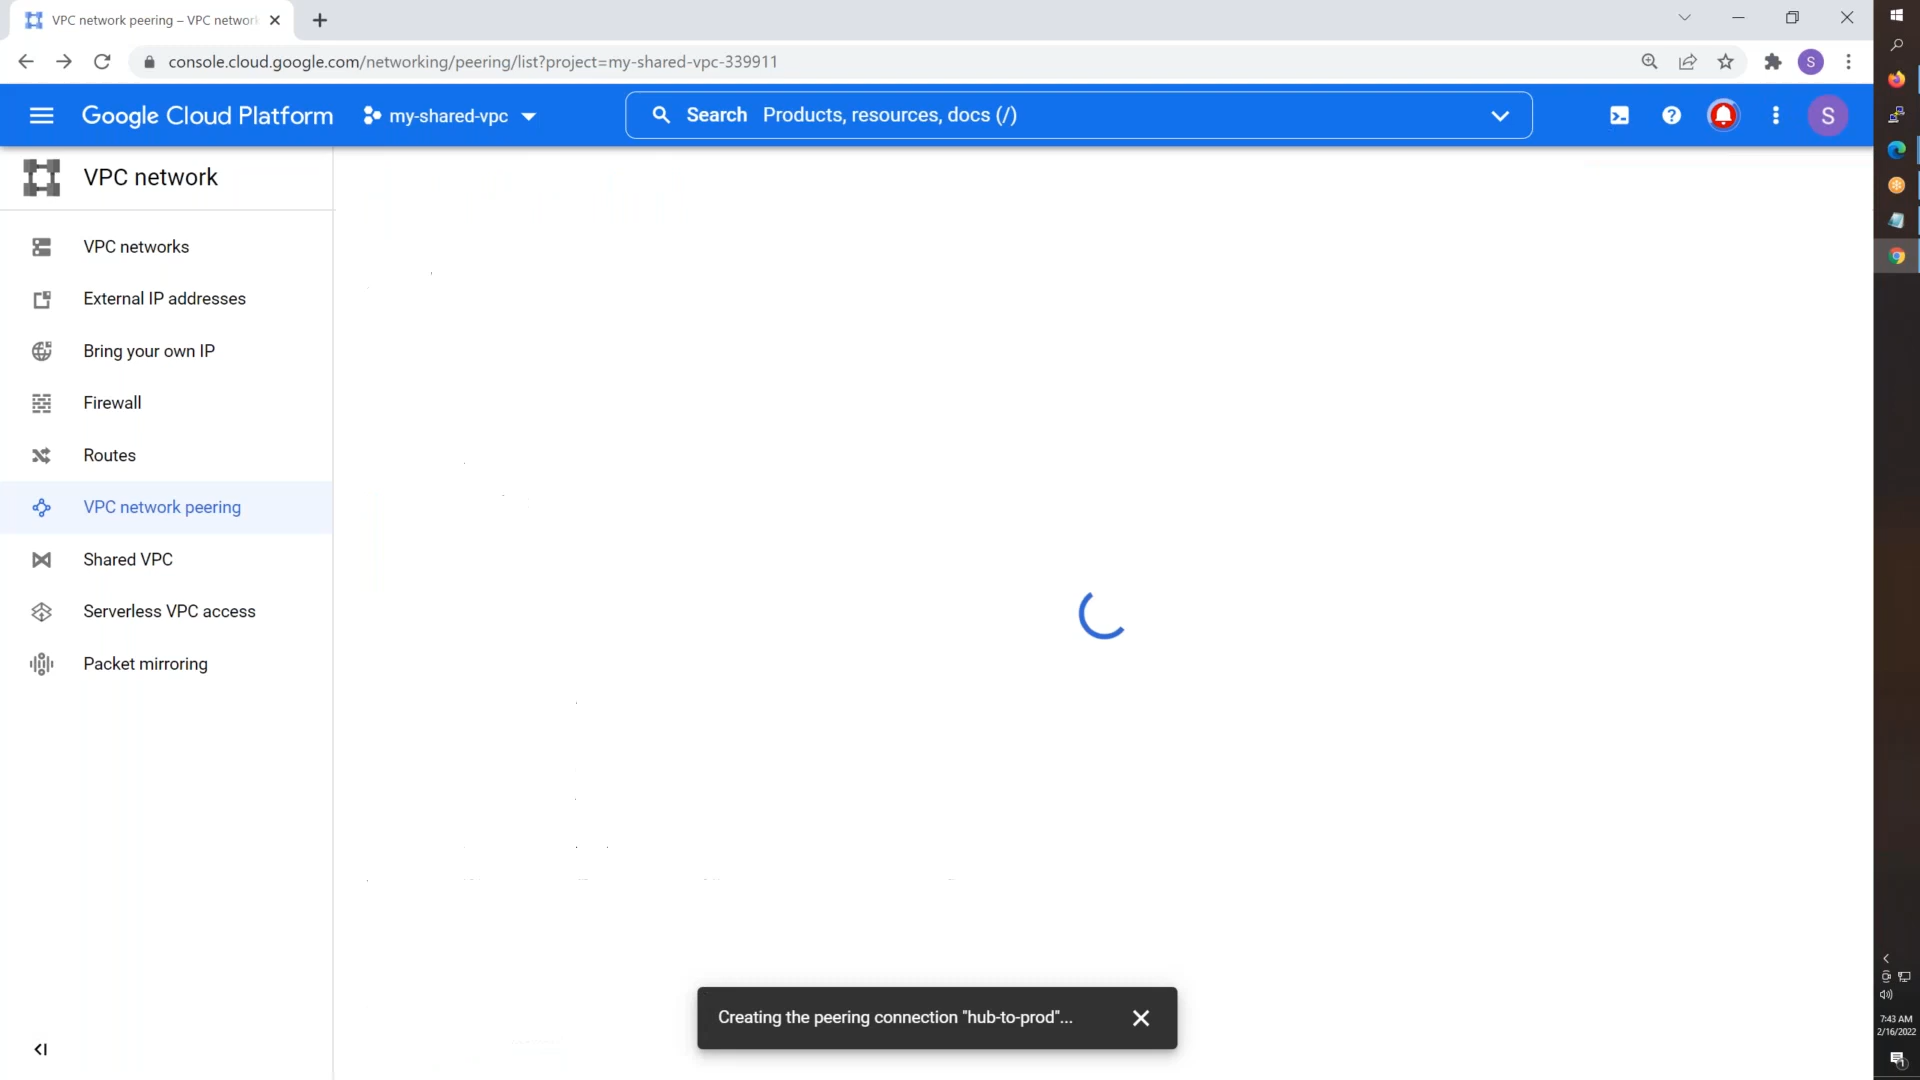 VPC network peering – VPC networ
console.cloud.google.com/networking/peering/list?project=my-shared-vpc-339911
S
Google Cloud Platform
my-shared-vpc
Search Products, resources, docs (/)
S
VPC network
VPC networks
External IP addresses
Bring your own IP
Firewall
Routes
VPC network peering
Shared VPC
Serverless VPC access
Packet mirroring
Creating the peering connection "hub-to-prod"...
7:43 AM
2/16/2022
1